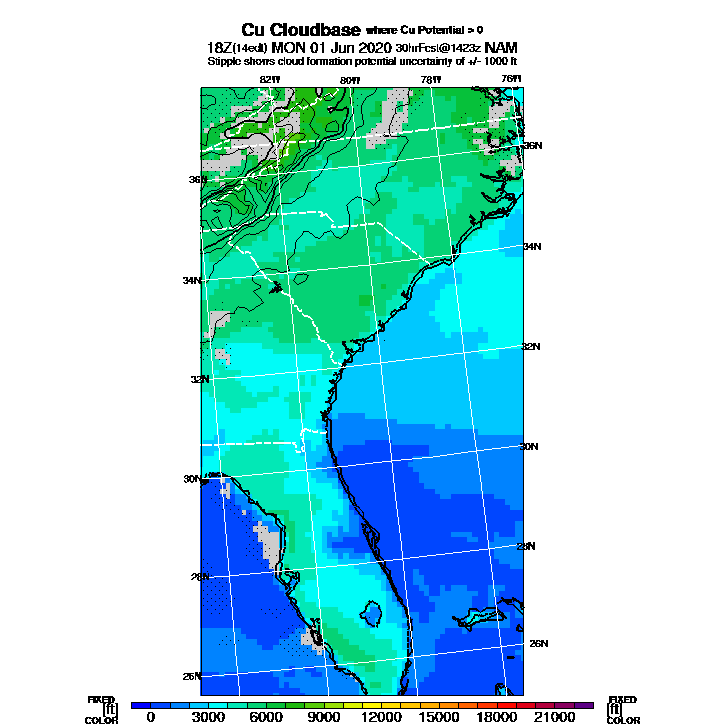 Cu Cloudbase where Cu Potential > 0
18Z(14edt) MON 01 Jun 2020 30hrFcst@1423z NAM
Stipple shows cloud formation potential uncertainty of +/- 1000 ft
82W 80W 78W 76W
36N
36N
34N
34N
32N
32N
30N
30N
28N
28N
26N
26N
FIXED FIXED
[ft] [ft]
COLOR COLOR
0 3000 6000 9000 12000 15000 18000 21000